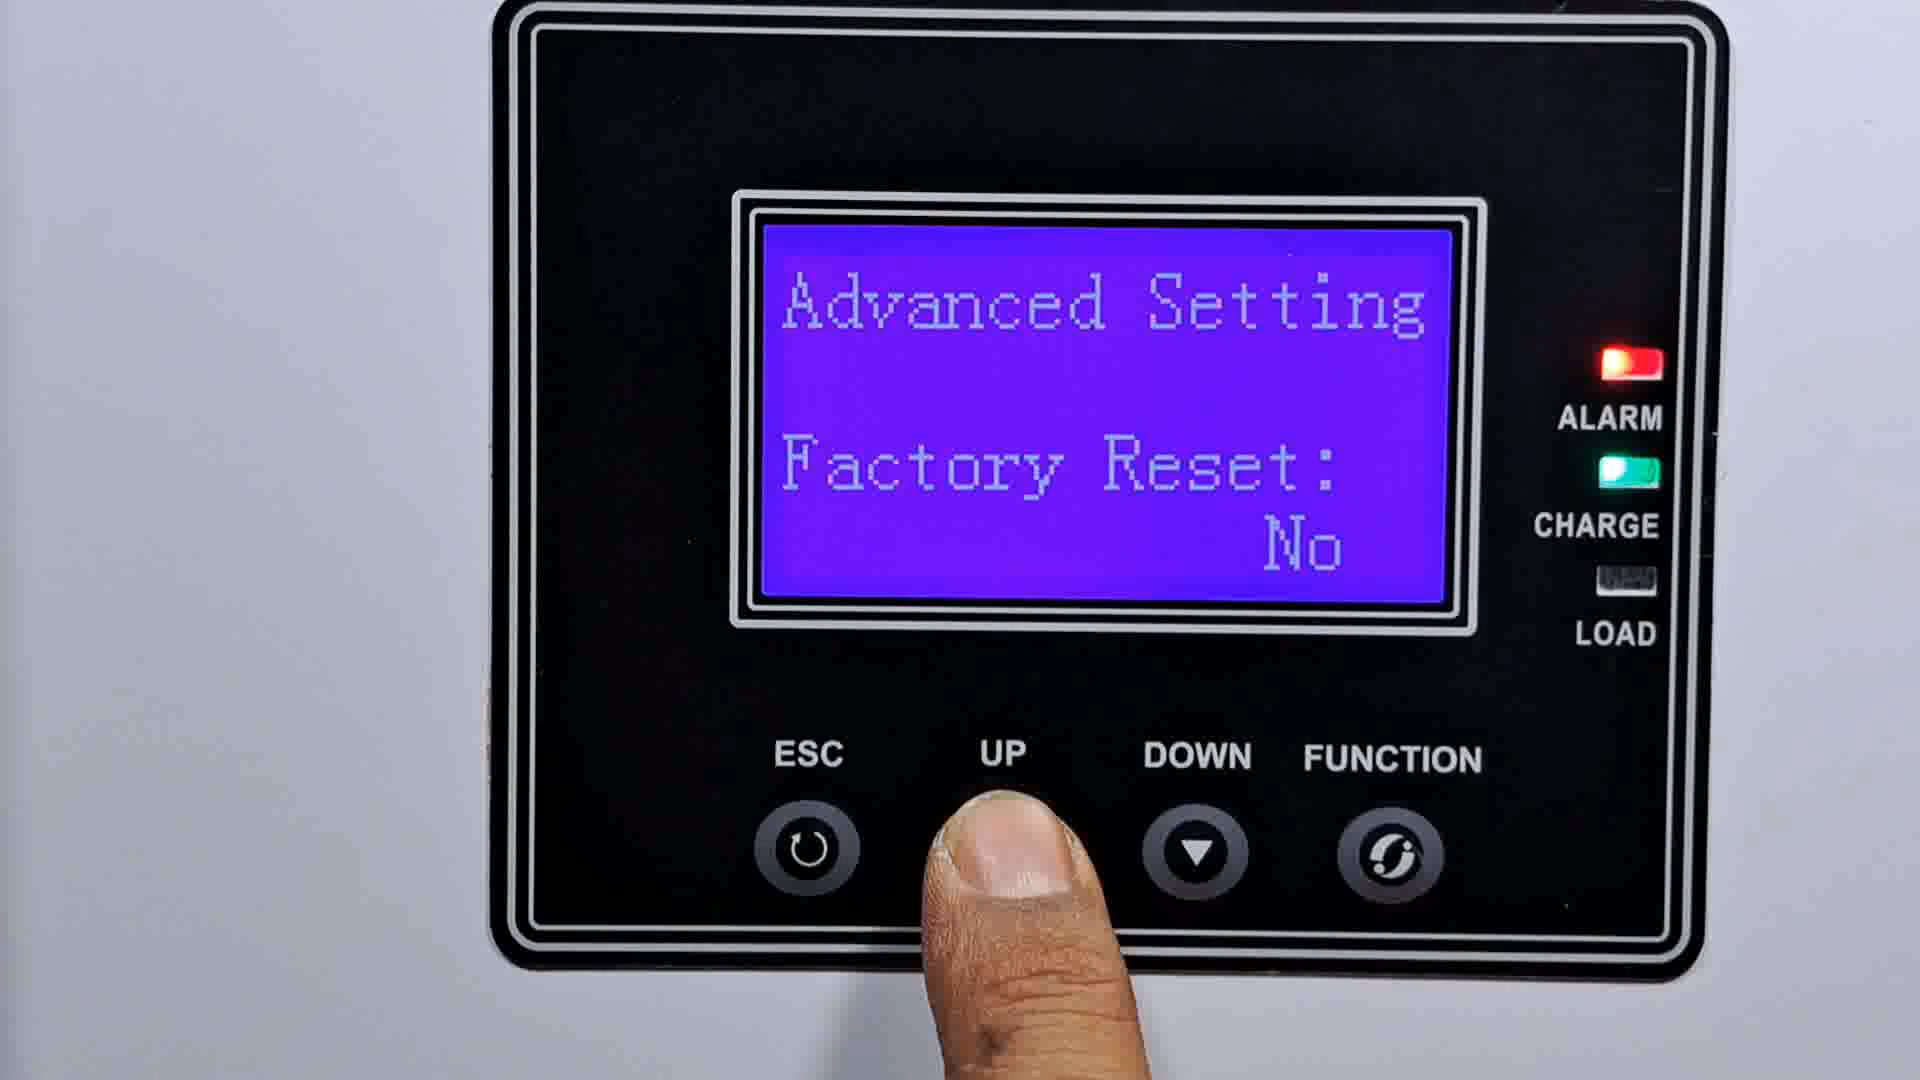 Advanced Setting
Factory Reset:
No
ALARM
CHARGE
LOAD
ESC UP DOWN FUNCTION